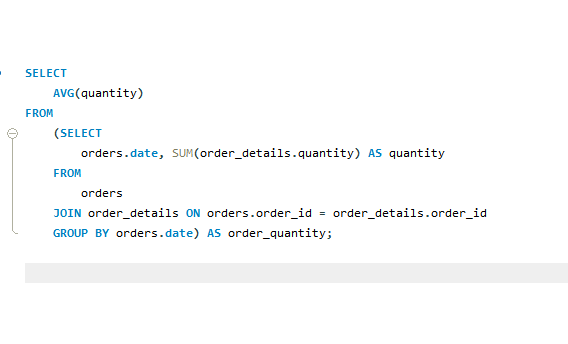 SELECT
AVG(quantity)
FROM
(SELECT
orders.date, SUM(order_details.quantity) AS quantity
FROM
orders
JOIN order_details ON orders.order_id = order_details.order_id
GROUP BY orders.date) AS order_quantity;